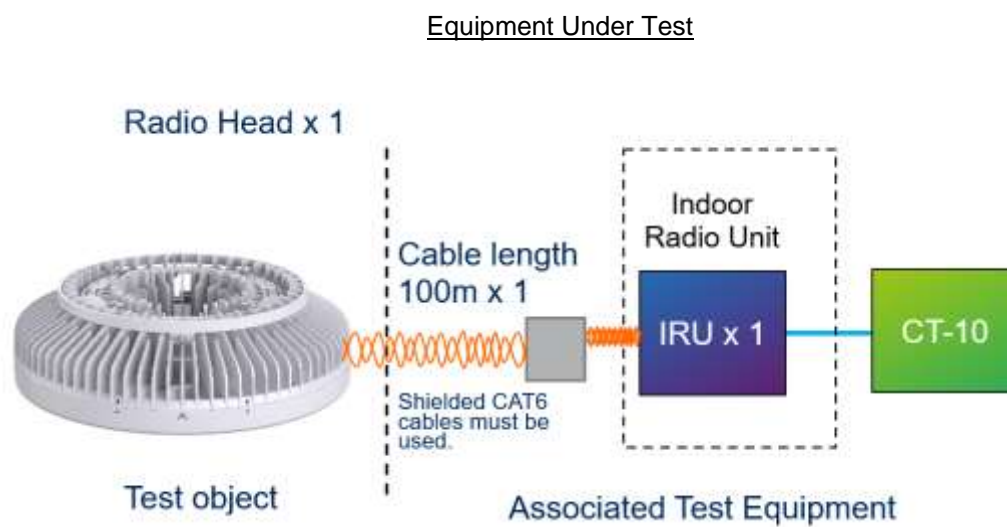 Equipment Under Test
Radio Head x 1
Cable length
100m x 1
Shielded CAT6
cables must be
used.
Indoor
Radio Unit
IRU x 1
CT-10
Test object
Associated Test Equipment